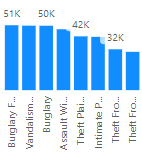 51K
50K
42K
32K
Burglary F...
Vandalism...
Burglary
Assault Wi...
Theft Plai...
Intimate P...
Theft Fro...
Theft Fro...